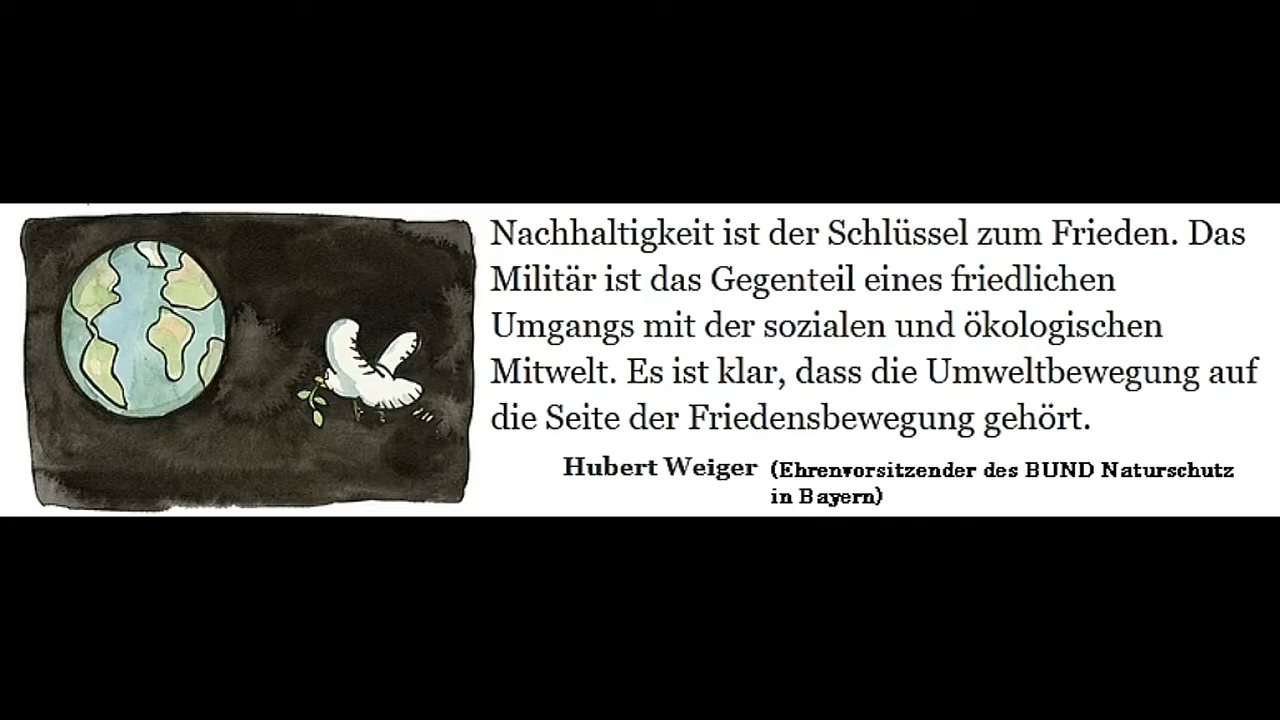 Nachhaltigkeit ist der Schlüssel zum Frieden. Das
Militär ist das Gegenteil eines friedlichen
Umgangs mit der sozialen und ökologischen
Mitwelt. Es ist klar, dass die Umweltbewegung auf
die Seite der Friedensbewegung gehört.
Hubert Weiger (Ehrenvorsitzender des BUND Naturschutz
in Bayern)